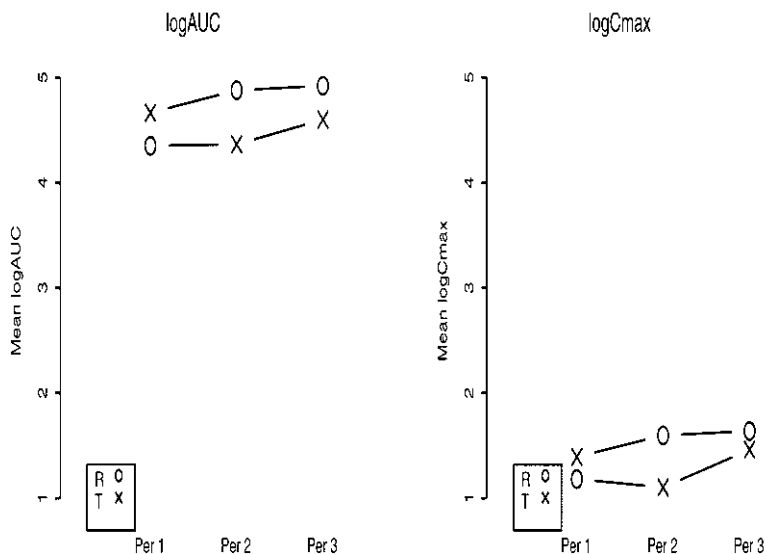 logAUC
Mean logAUC
5
4
3
2
1
R O
T X
Per 1 Per 2 Per 3
logCmax
Mean logCmax
5
4
3
2
1
R O
T X
Per 1 Per 2 Per 3